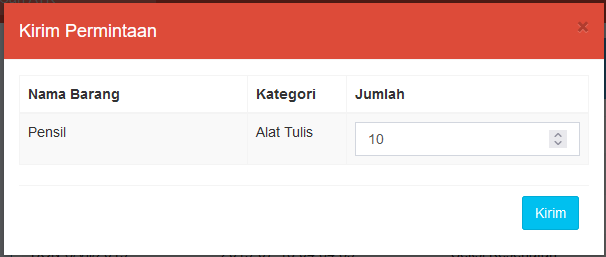 Kirim Permintaan
×
Nama Barang Kategori Jumlah
Pensil Alat Tulis 10
Kirim